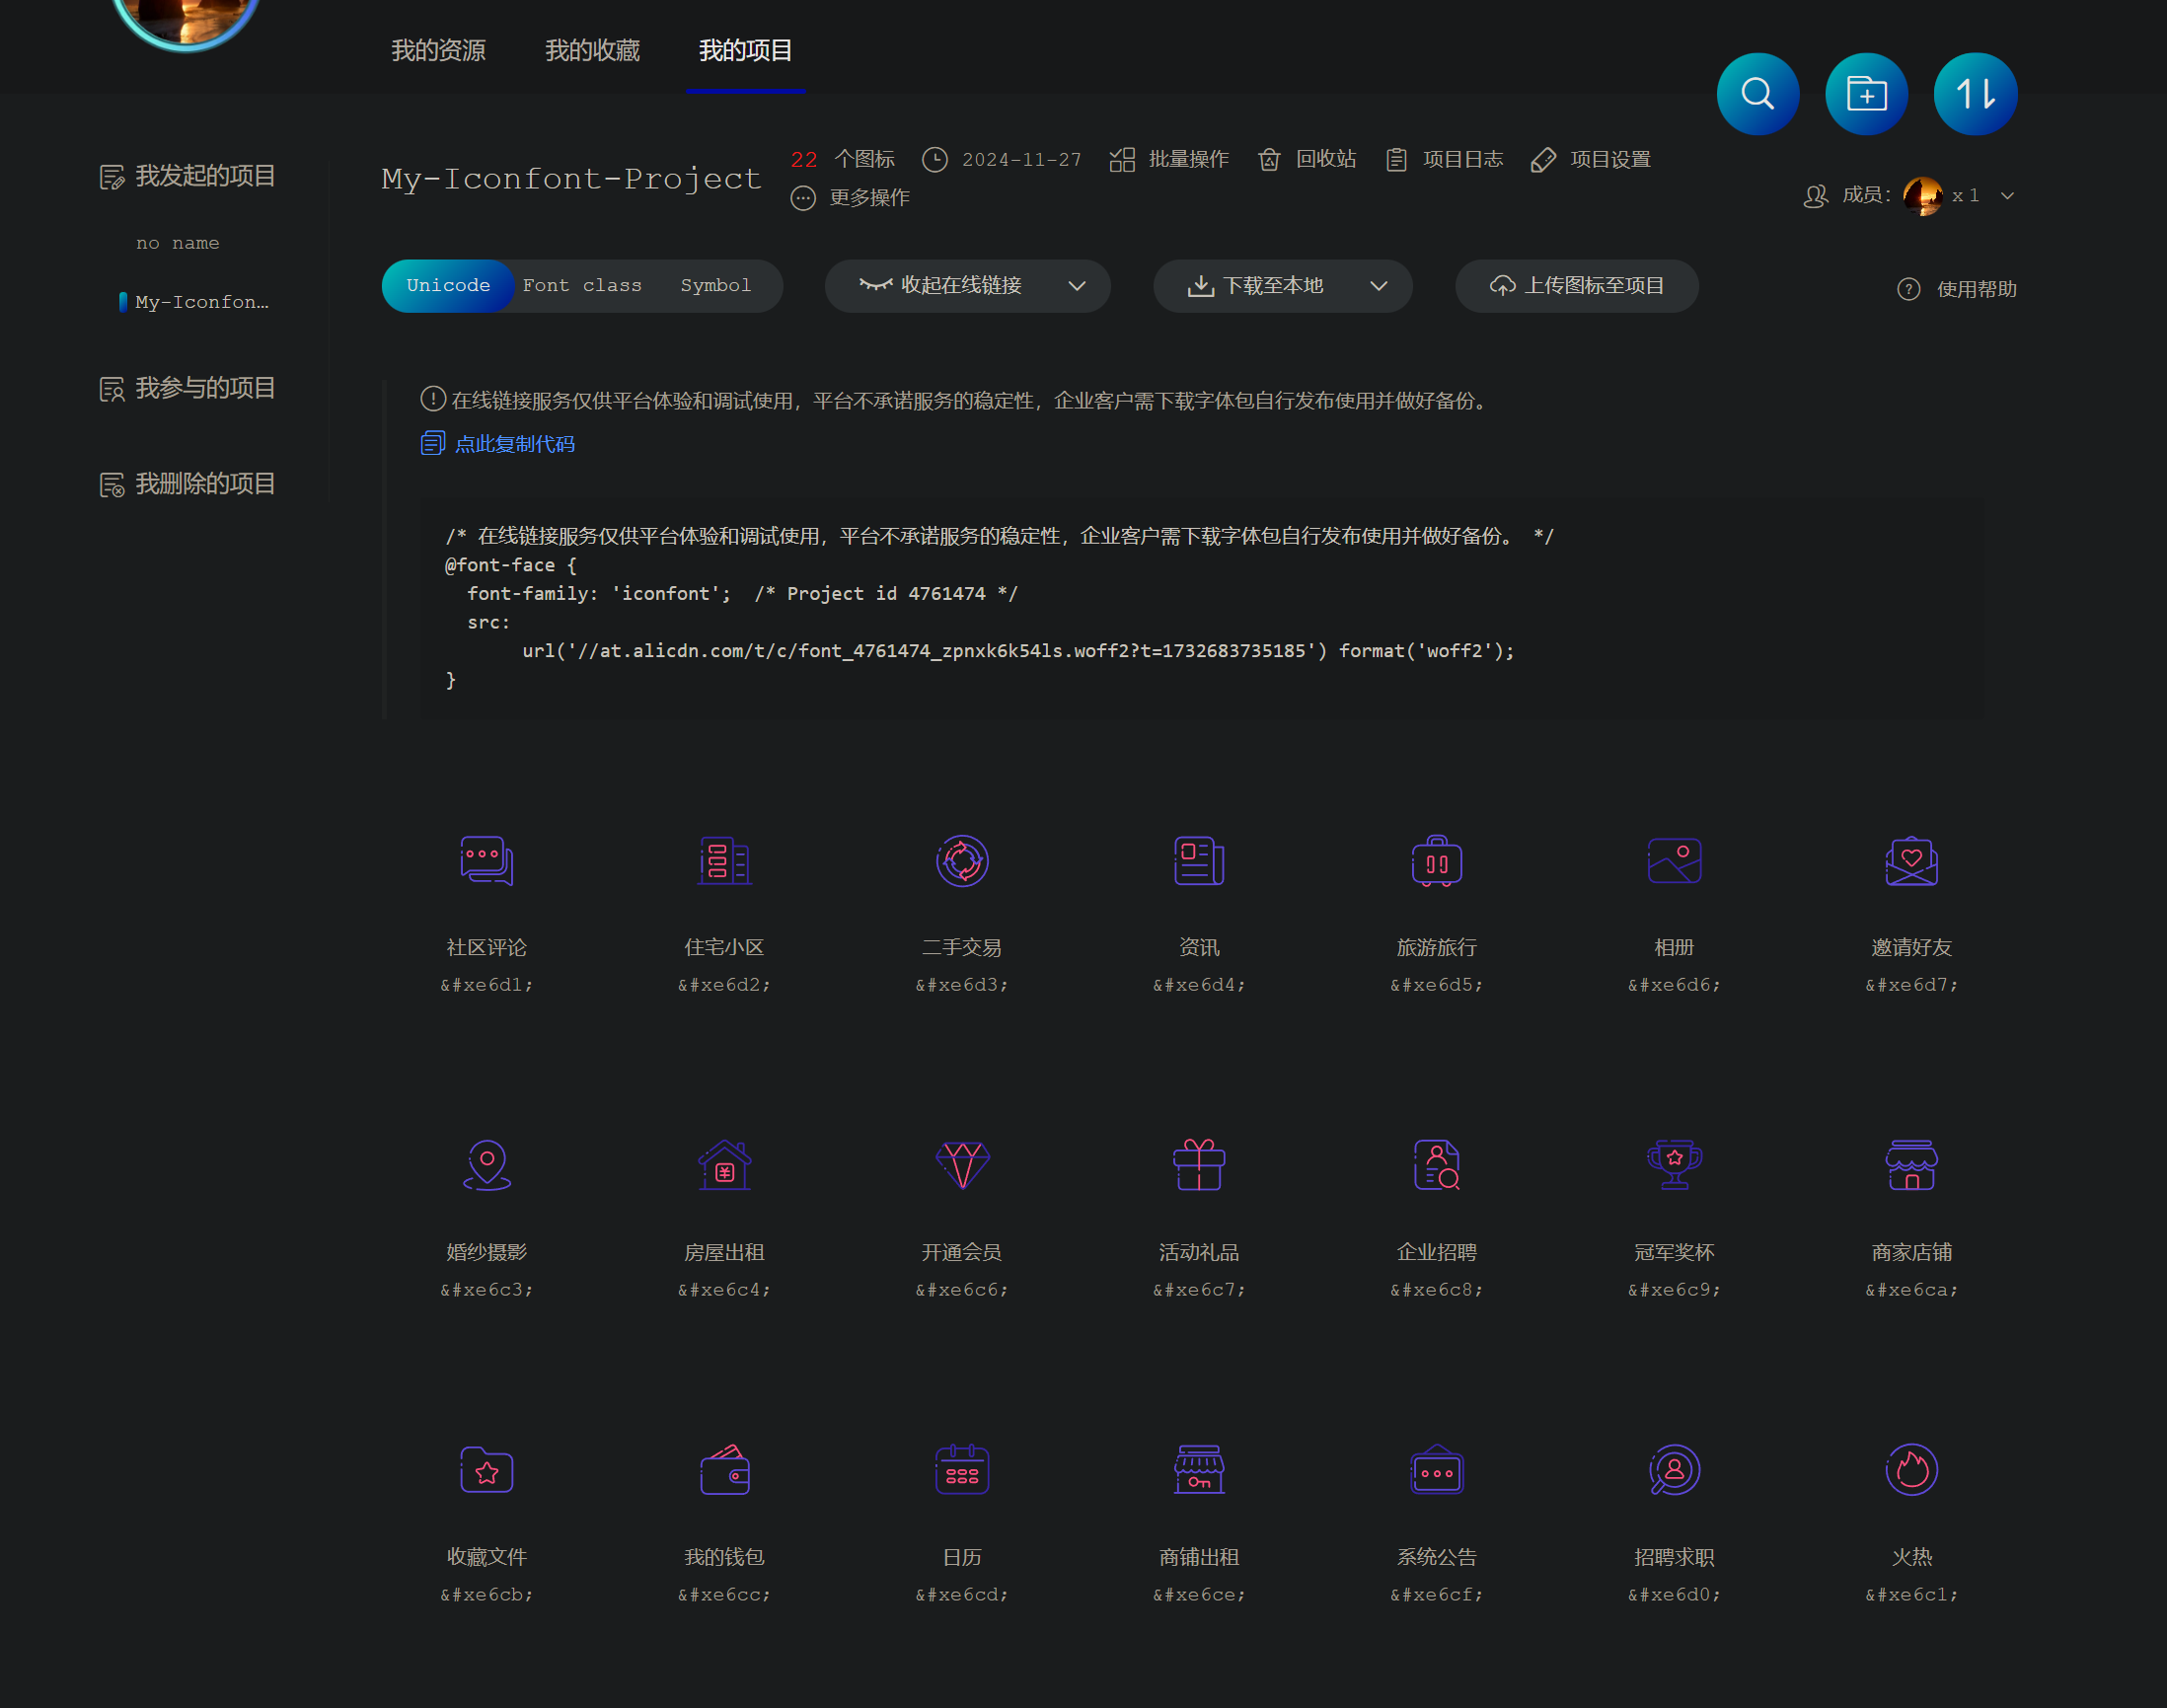 我的资源 我的收藏 我的项目
我发起的项目
no name
My-Iconfon…
我参与的项目
我删除的项目
My-Iconfont-Project
22 个图标 2024-11-27 批量操作 回收站 项目日志 项目设置
更多操作
成员: x 1
Unicode Font class Symbol 收起在线链接 下载至本地 上传图标至项目 使用帮助
在线链接服务仅供平台体验和调试使用，平台不承诺服务的稳定性，企业客户需下载字体包自行发布使用并做好备份。
点此复制代码
/* 在线链接服务仅供平台体验和调试使用，平台不承诺服务的稳定性，企业客户需下载字体包自行发布使用并做好备份。 */
@font-face {
font-family: 'iconfont'; /* Project id 4761474 */
src:
url('//at.alicdn.com/t/c/font_4761474_zpnxk6k54ls.woff2?t=1732683735185') format('woff2');
}
社区评论 住宅小区 二手交易 资讯 旅游旅行 相册 邀请好友
&#xe6d1; &#xe6d2; &#xe6d3; &#xe6d4; &#xe6d5; &#xe6d6; &#xe6d7;
婚纱摄影 房屋出租 开通会员 活动礼品 企业招聘 冠军奖杯 商家店铺
&#xe6c3; &#xe6c4; &#xe6c6; &#xe6c7; &#xe6c8; &#xe6c9; &#xe6ca;
收藏文件 我的钱包 日历 商铺出租 系统公告 招聘求职 火热
&#xe6cb; &#xe6cc; &#xe6cd; &#xe6ce; &#xe6cf; &#xe6d0; &#xe6c1;